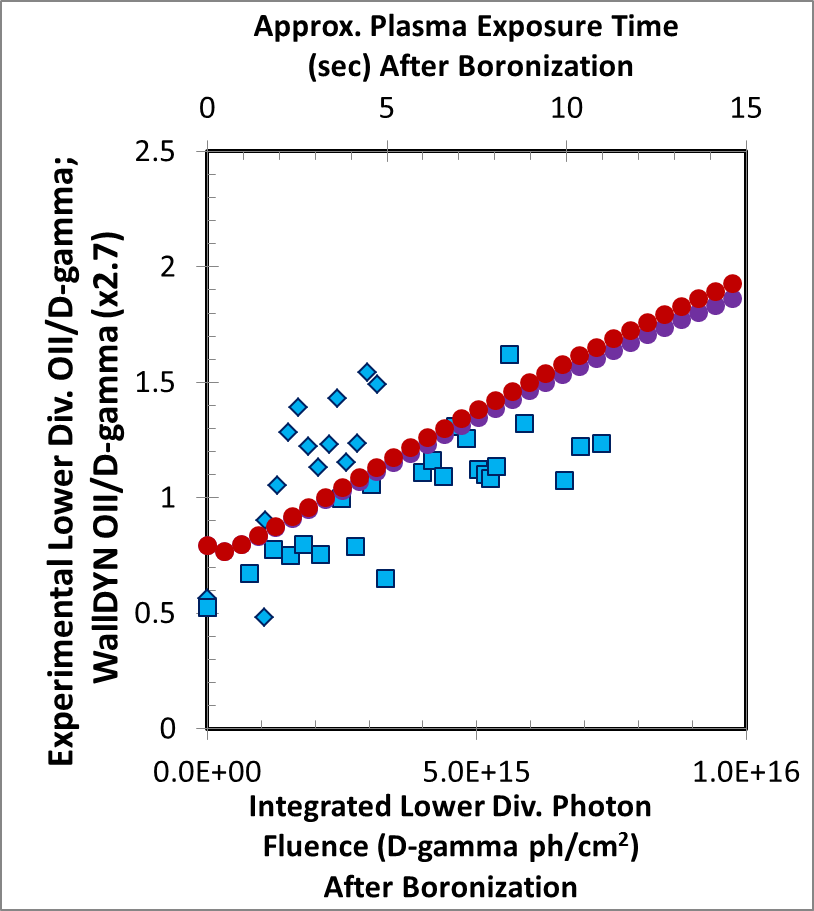 Approx. Plasma Exposure Time
(sec) After Boronization
0 5 10 15
Experimental Lower Div. OII/D-gamma;
WallDYN OII/D-gamma (x2.7)
2.5
2
1.5
1
0.5
0
0.0E+00 5.0E+15 1.0E+16
Integrated Lower Div. Photon
Fluence (D-gamma ph/cm²)
After Boronization